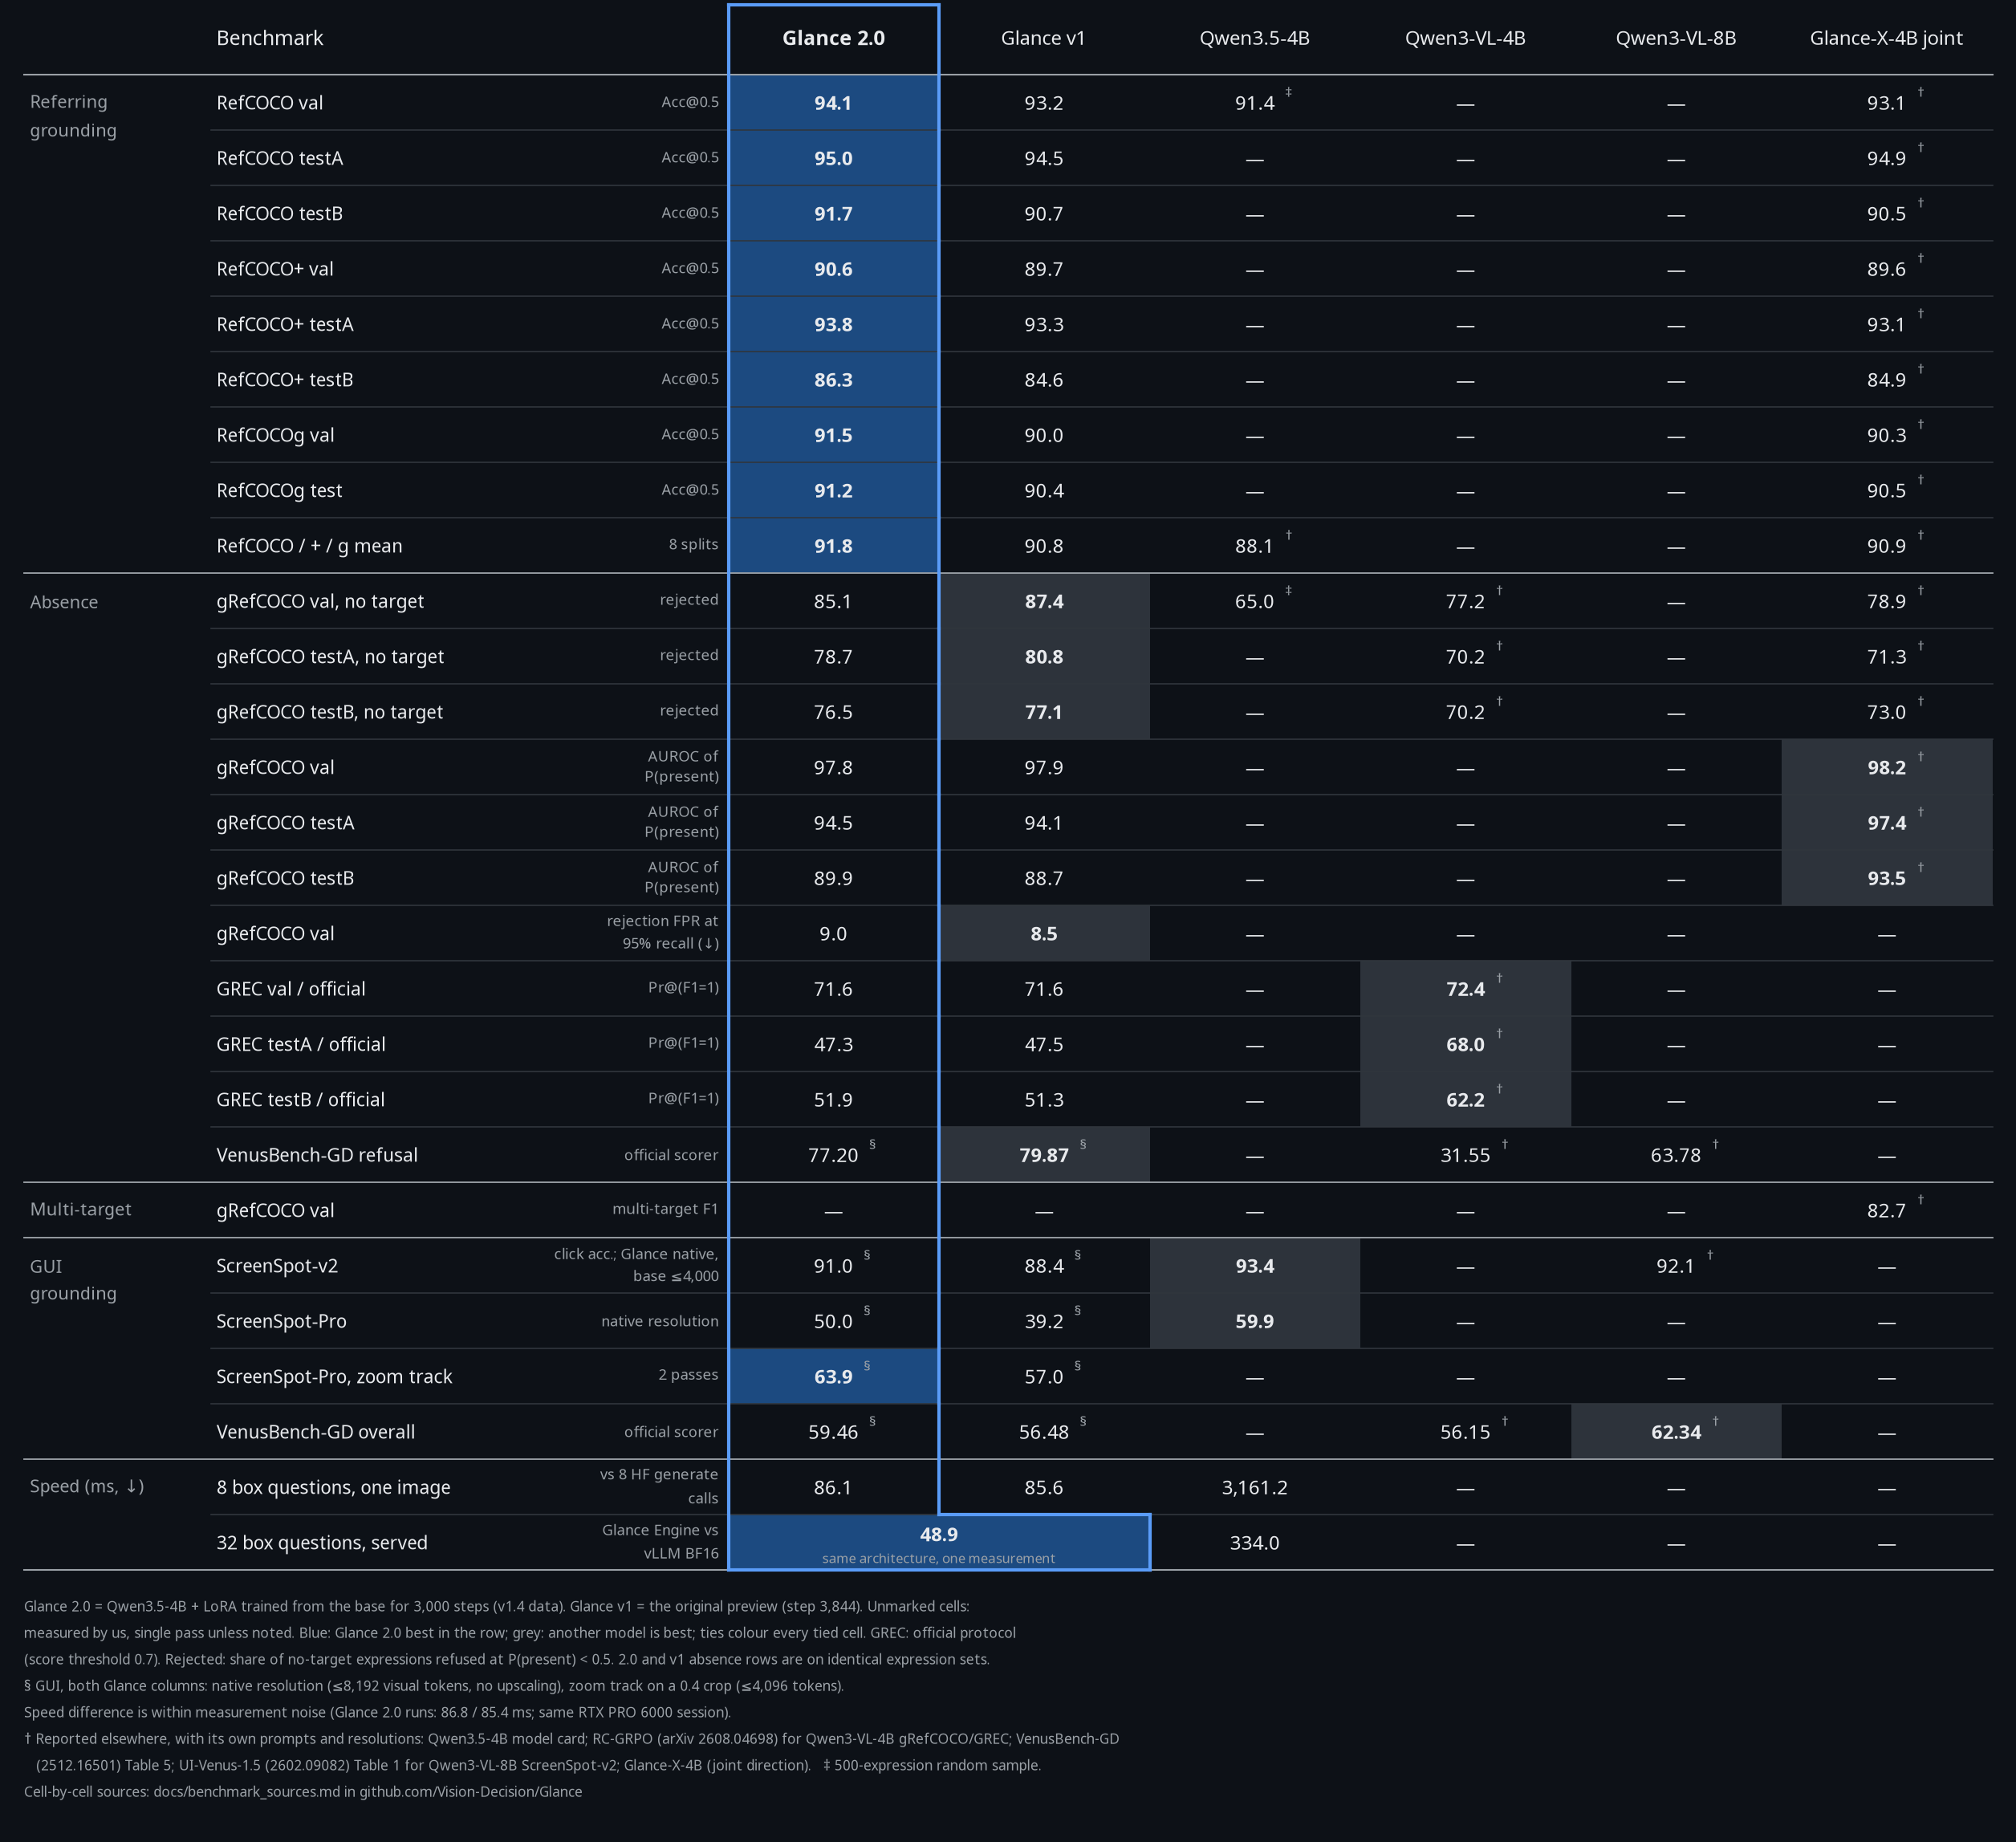 Benchmark Glance 2.0 Glance v1 Qwen3.5-4B Qwen3-VL-4B Qwen3-VL-8B Glance-X-4B joint
Referring grounding
RefCOCO val Acc@0.5 94.1 93.2 91.4 ‡ — — 93.1 †
RefCOCO testA Acc@0.5 95.0 94.5 — — — 94.9 †
RefCOCO testB Acc@0.5 91.7 90.7 — — — 90.5 †
RefCOCO+ val Acc@0.5 90.6 89.7 — — — 89.6 †
RefCOCO+ testA Acc@0.5 93.8 93.3 — — — 93.1 †
RefCOCO+ testB Acc@0.5 86.3 84.6 — — — 84.9 †
RefCOCOg val Acc@0.5 91.5 90.0 — — — 90.3 †
RefCOCOg test Acc@0.5 91.2 90.4 — — — 90.5 †
RefCOCO / + / g mean 8 splits 91.8 90.8 88.1 † — — 90.9 †
Absence
gRefCOCO val, no target rejected 85.1 87.4 65.0 ‡ 77.2 † — 78.9 †
gRefCOCO testA, no target rejected 78.7 80.8 — 70.2 † — 71.3 †
gRefCOCO testB, no target rejected 76.5 77.1 — 70.2 † — 73.0 †
gRefCOCO val AUROC of P(present) 97.8 97.9 — — — 98.2 †
gRefCOCO testA AUROC of P(present) 94.5 94.1 — — — 97.4 †
gRefCOCO testB AUROC of P(present) 89.9 88.7 — — — 93.5 †
gRefCOCO val rejection FPR at 95% recall (↓) 9.0 8.5 — — — —
GREC val / official Pr@(F1=1) 71.6 71.6 — 72.4 † — —
GREC testA / official Pr@(F1=1) 47.3 47.5 — 68.0 † — —
GREC testB / official Pr@(F1=1) 51.9 51.3 — 62.2 † — —
VenusBench-GD refusal official scorer 77.20 § 79.87 § — 31.55 † 63.78 † —
Multi-target
gRefCOCO val multi-target F1 — — — — — 82.7 †
GUI grounding
ScreenSpot-v2 click acc.; Glance native, base ≤4,000 91.0 § 88.4 § 93.4 — 92.1 † —
ScreenSpot-Pro native resolution 50.0 § 39.2 § 59.9 — — —
ScreenSpot-Pro, zoom track 2 passes 63.9 § 57.0 § — — — —
VenusBench-GD overall official scorer 59.46 § 56.48 § — 56.15 † 62.34 † —
Speed (ms, ↓)
8 box questions, one image vs 8 HF generate calls 86.1 85.6 3,161.2 — — —
32 box questions, served Glance Engine vs vLLM BF16 48.9 same architecture, one measurement 334.0 — — —
Glance 2.0 = Qwen3.5-4B + LoRA trained from the base for 3,000 steps (v1.4 data). Glance v1 = the original preview (step 3,844). Unmarked cells:
measured by us, single pass unless noted. Blue: Glance 2.0 best in the row; grey: another model is best; ties colour every tied cell. GREC: official protocol
(score threshold 0.7). Rejected: share of no-target expressions refused at P(present) < 0.5. 2.0 and v1 absence rows are on identical expression sets.
§ GUI, both Glance columns: native resolution (≤8,192 visual tokens, no upscaling), zoom track on a 0.4 crop (≤4,096 tokens).
Speed difference is within measurement noise (Glance 2.0 runs: 86.8 / 85.4 ms; same RTX PRO 6000 session).
† Reported elsewhere, with its own prompts and resolutions: Qwen3.5-4B model card; RC-GRPO (arXiv 2608.04698) for Qwen3-VL-4B gRefCOCO/GREC; VenusBench-GD
(2512.16501) Table 5; UI-Venus-1.5 (2602.09082) Table 1 for Qwen3-VL-8B ScreenSpot-v2; Glance-X-4B (joint direction). ‡ 500-expression random sample.
Cell-by-cell sources: docs/benchmark_sources.md in github.com/Vision-Decision/Glance